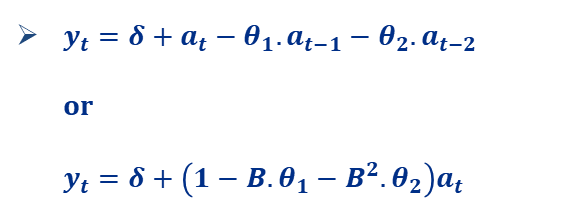 ➢ yₜ = δ + aₜ − θ₁.aₜ₋₁ − θ₂.aₜ₋₂
or
yₜ = δ + (1 − B.θ₁ − B².θ₂)aₜ